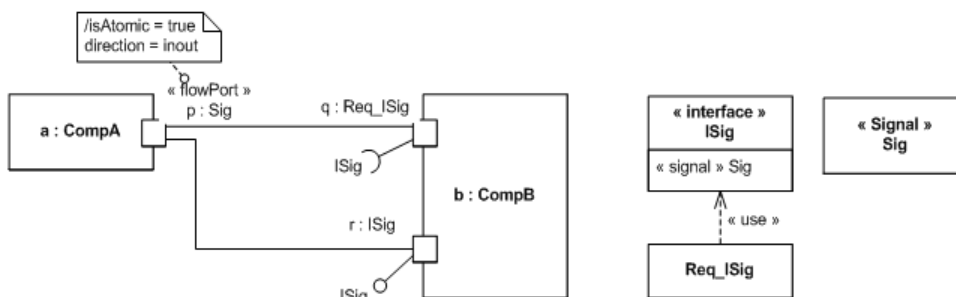 /isAtomic = true
direction = inout
« flowPort »
p : Sig
q : Req_ISig
a : CompA
ISig
b : CompB
r : ISig
ISig
« interface »
ISig
« signal » Sig
« use »
Req_ISig
« Signal »
Sig